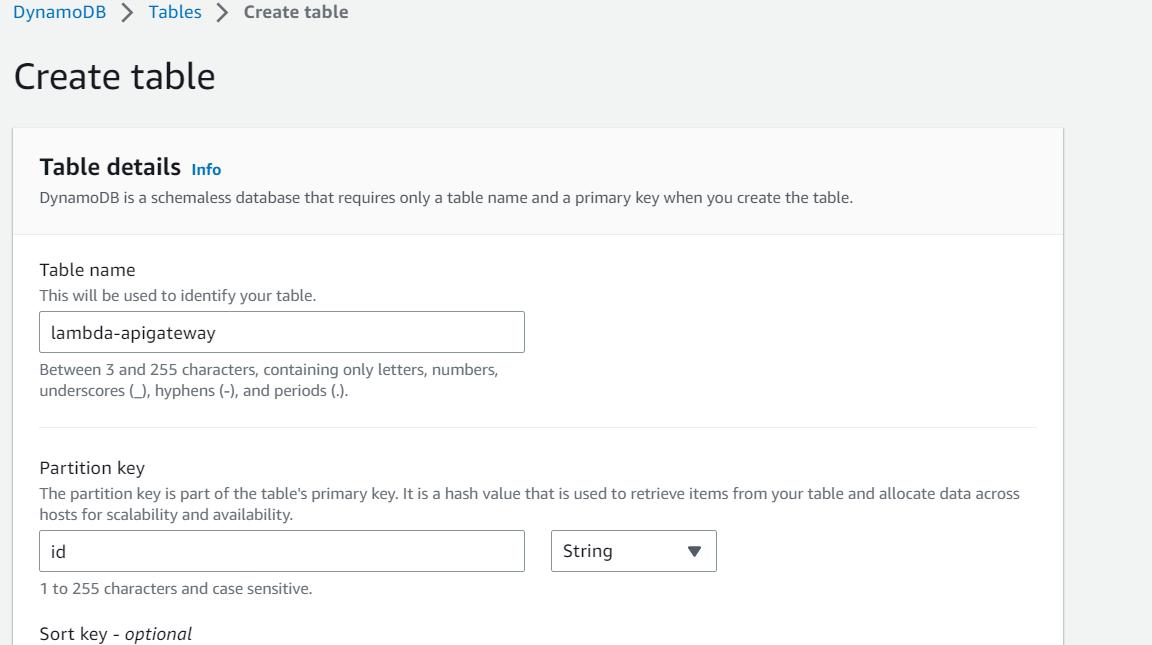 DynamoDB > Tables > Create table
Create table
Table details Info
DynamoDB is a schemaless database that requires only a table name and a primary key when you create the table.
Table name
This will be used to identify your table.
lambda-apigateway
Between 3 and 255 characters, containing only letters, numbers,
underscores (_), hyphens (-), and periods (.).
Partition key
The partition key is part of the table's primary key. It is a hash value that is used to retrieve items from your table and allocate data across
hosts for scalability and availability.
id String
1 to 255 characters and case sensitive.
Sort key - optional